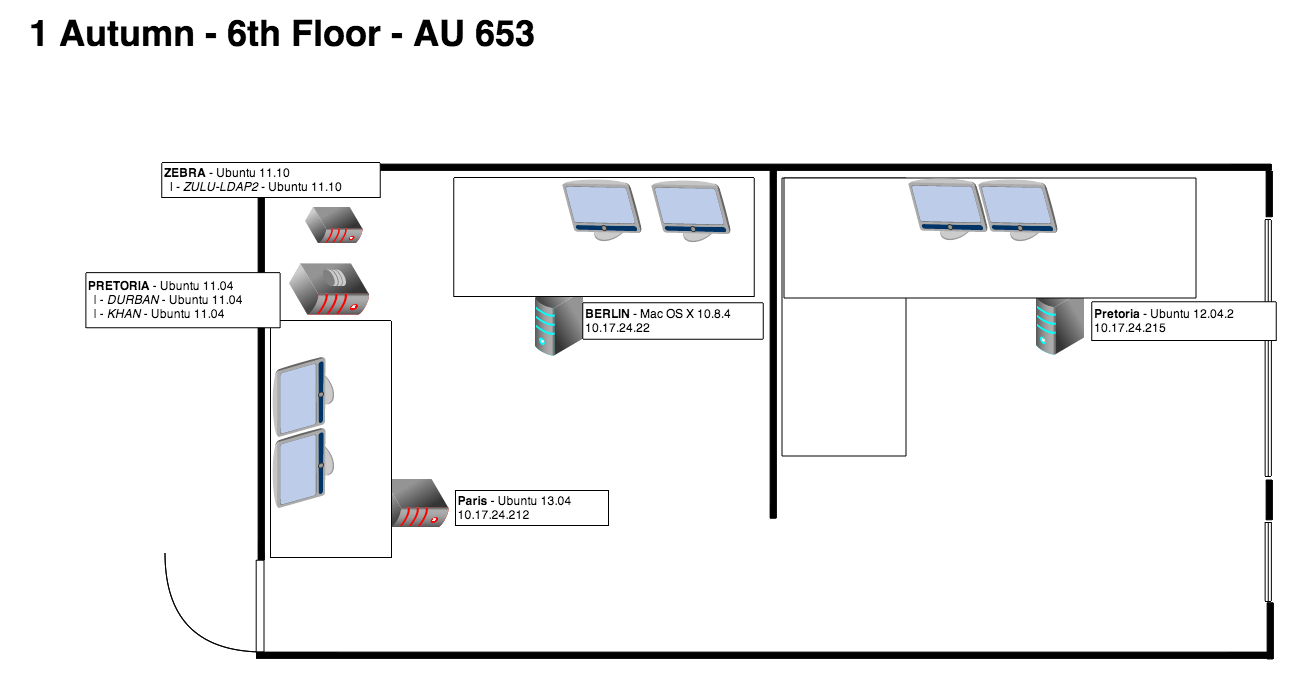 1 Autumn - 6th Floor - AU 653
ZEBRA - Ubuntu 11.10
l - ZULU-LDAP2 - Ubuntu 11.10
PRETORIA - Ubuntu 11.04
l - DURBAN - Ubuntu 11.04
l - KHAN - Ubuntu 11.04
BERLIN - Mac OS X 10.8.4
10.17.24.22
Pretoria - Ubuntu 12.04.2
10.17.24.215
Paris - Ubuntu 13.04
10.17.24.212